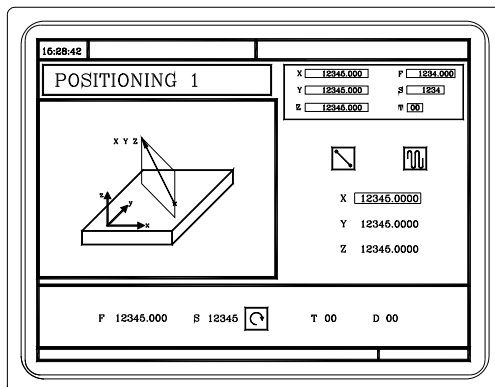 15:28:42
POSITIONING 1
X 12345.000 F 1234.000
Y 12345.000 S 1234
Z 12345.000 T 00
X Y Z
z
y
x
X 12345.0000
Y 12345.0000
Z 12345.0000
F 12345.000 S 12345 T 00 D 00